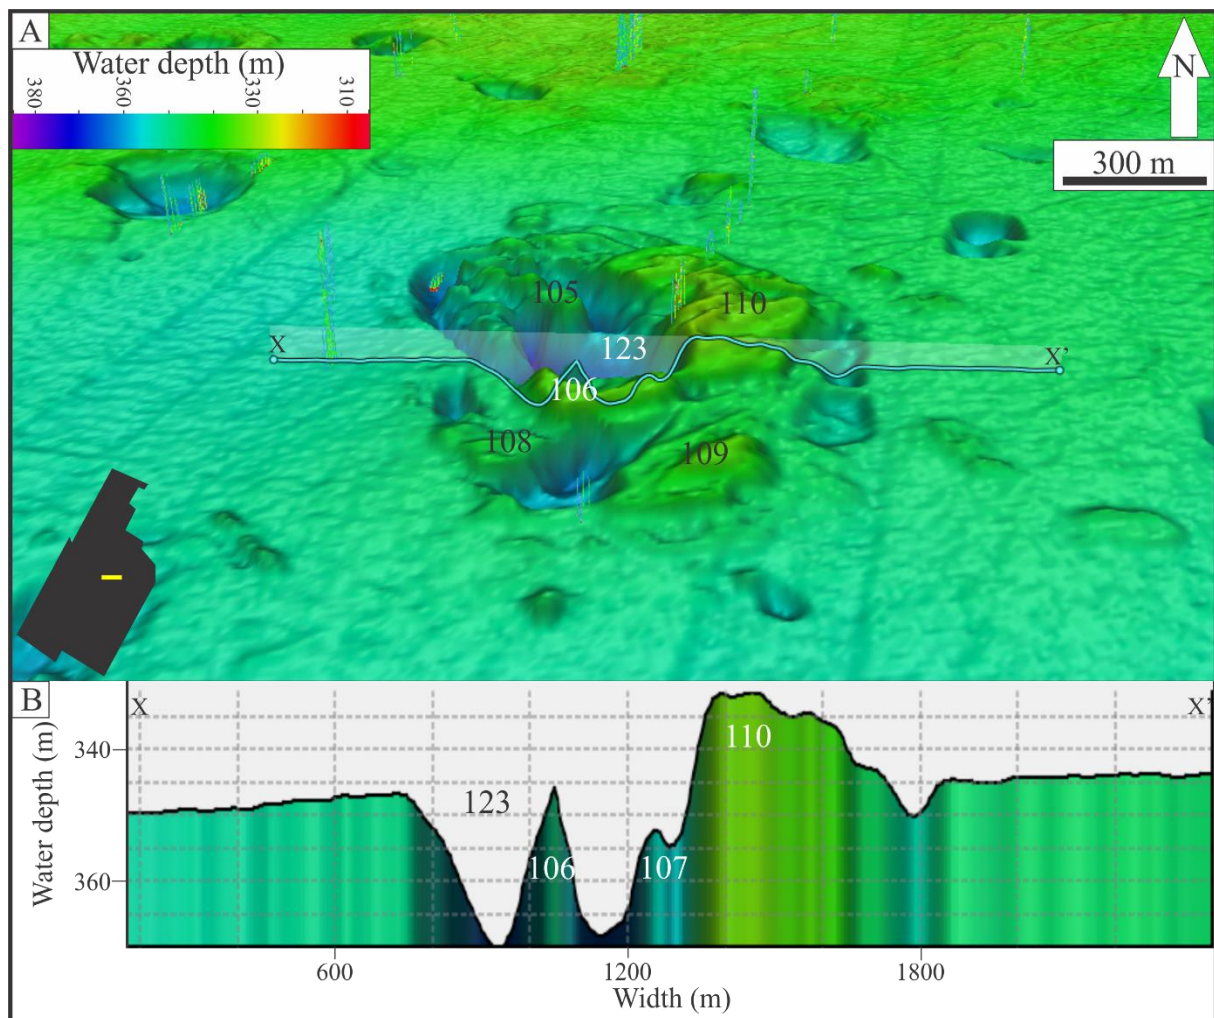 A
Water depth (m)
380 360 330 310
N
300 m
105
110
123
X
X’
106
108
109
B
X
X’
Water depth (m)
340
360
110
123
106
107
600
1200
1800
Width (m)